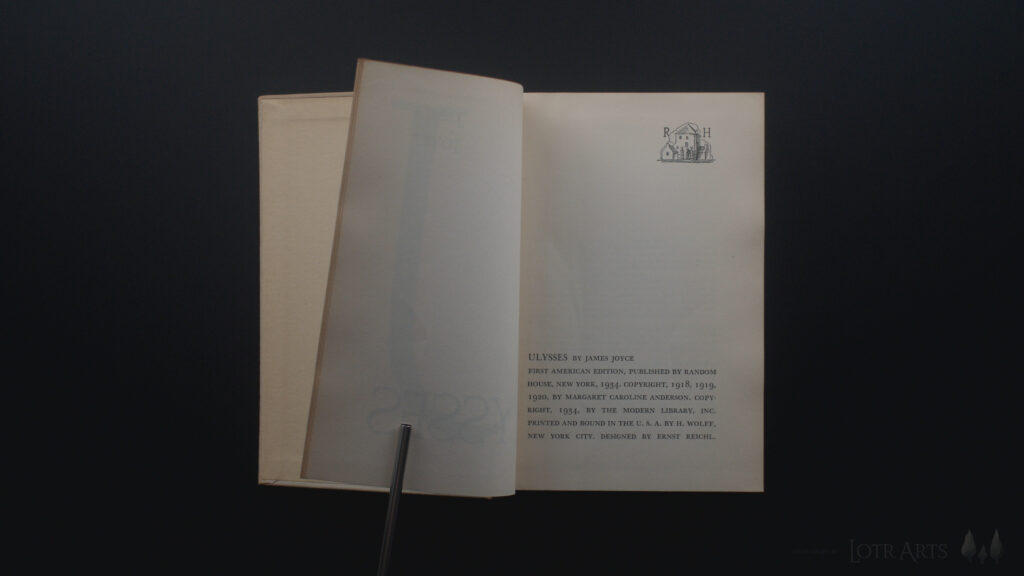 R H
ULYSSES BY JAMES JOYCE
FIRST AMERICAN EDITION, PUBLISHED BY RANDOM
HOUSE, NEW YORK, 1934. COPYRIGHT, 1918, 1919,
1920, BY MARGARET CAROLINE ANDERSON. COPY-
RIGHT, 1934, BY THE MODERN LIBRARY, INC.
PRINTED AND BOUND IN THE U. S. A. BY H. WOLFF,
NEW YORK CITY. DESIGNED BY ERNST REICHL.
YSSES
LOTR ARTS